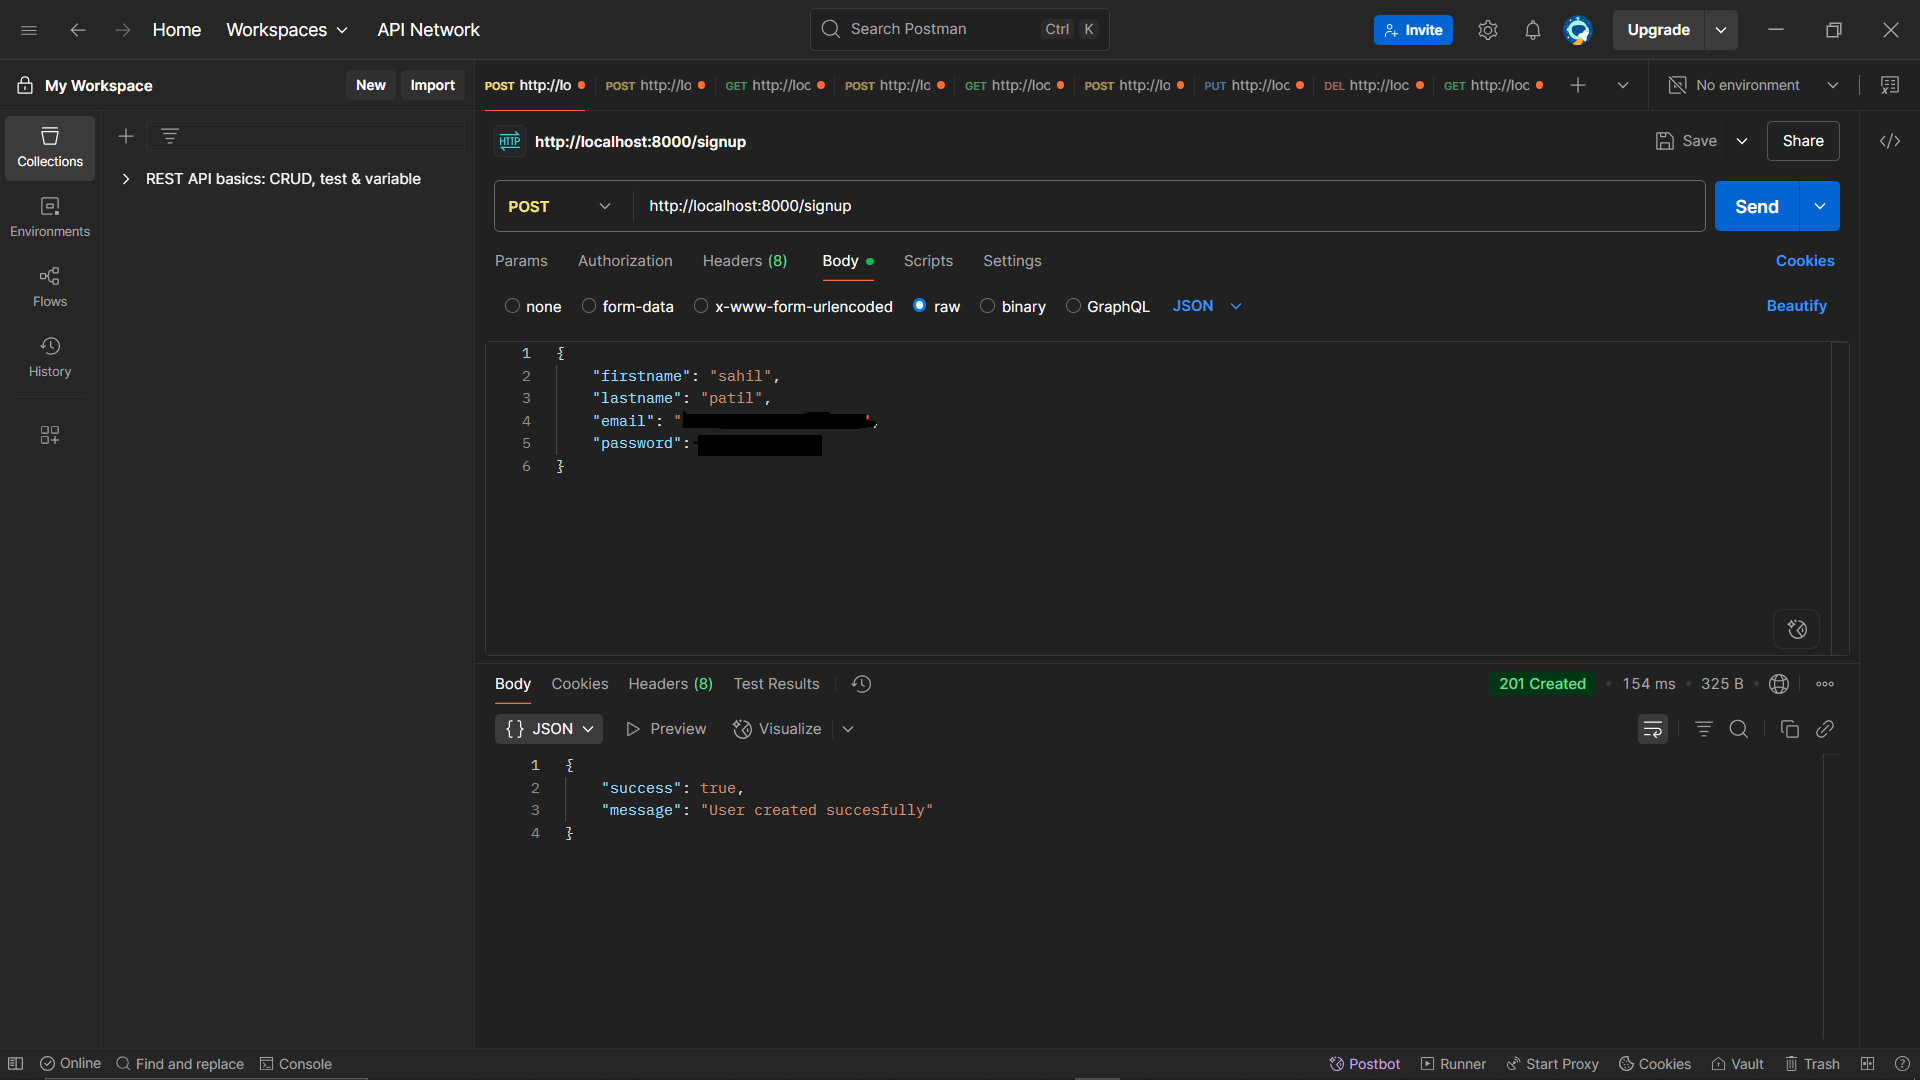 Home Workspaces API Network Search Postman Ctrl K Invite Upgrade
My Workspace New Import POST http://lo POST http://lo GET http://loc POST http://lo GET http://loc POST http://lo PUT http://loc DEL http://loc GET http://loc No environment
Collections
Environments
Flows
History
REST API basics: CRUD, test & variable
HTTP http://localhost:8000/signup Save Share
POST http://localhost:8000/signup Send
Params Authorization Headers (8) Body Scripts Settings Cookies
none form-data x-www-form-urlencoded raw binary GraphQL JSON Beautify
1 {
2 "firstname": "sahil",
3 "lastname": "patil",
4 "email": "
5 "password":
6 }
Body Cookies Headers (8) Test Results 201 Created 154 ms 325 B
{} JSON Preview Visualize
1 {
2 "success": true,
3 "message": "User created succesfully"
4 }
Online Find and replace Console Postbot Runner Start Proxy Cookies Vault Trash